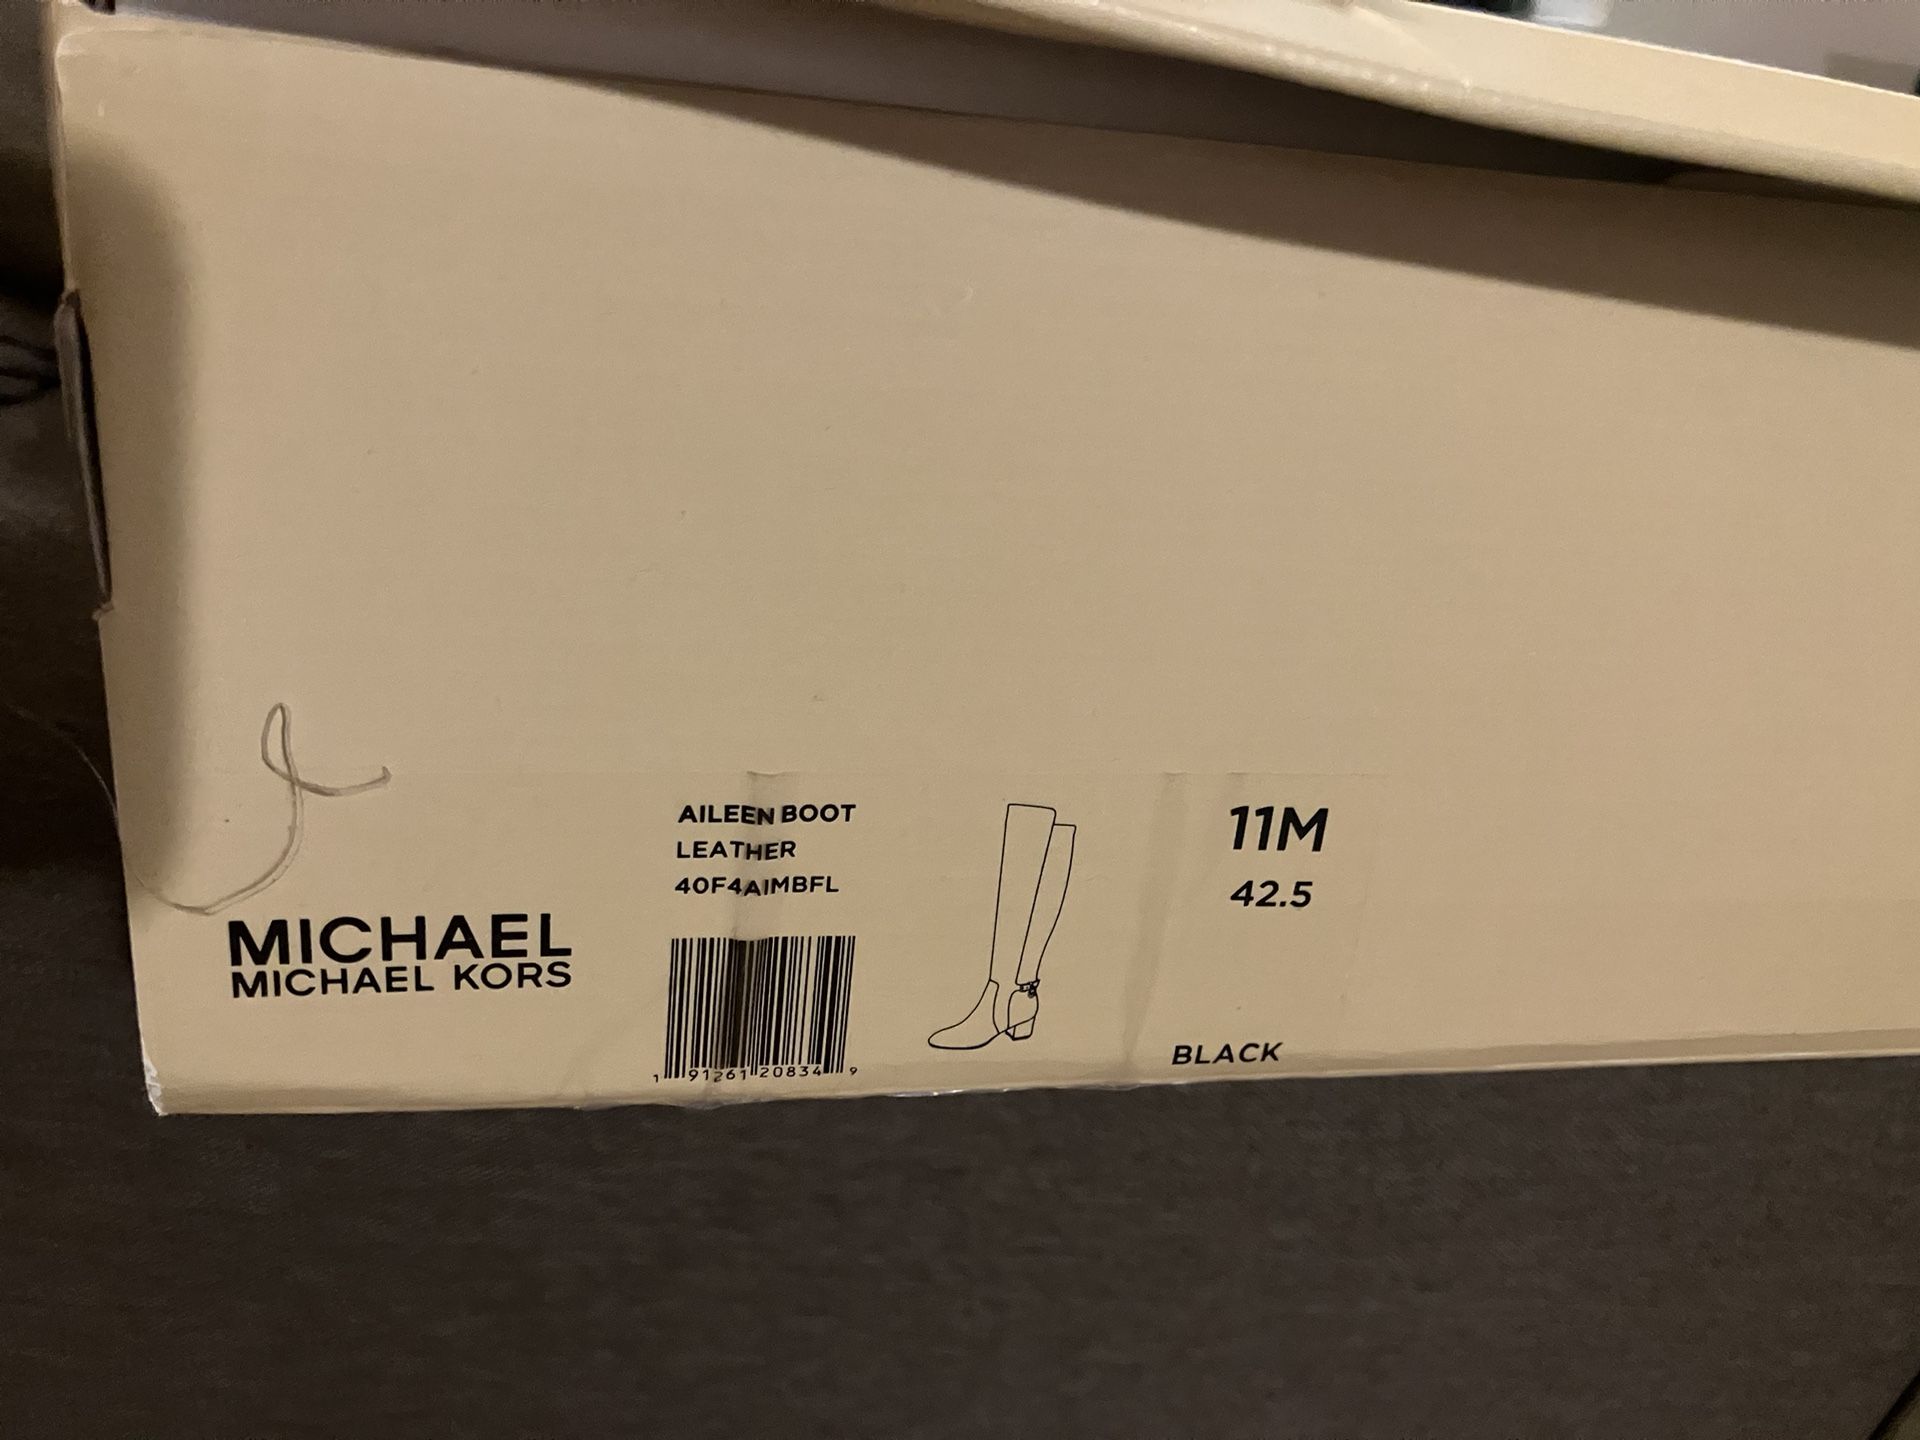 MICHAEL
MICHAEL KORS
AILEEN BOOT
LEATHER
40F4AIMBFL
1 91261 20834 9
11M
42.5
BLACK